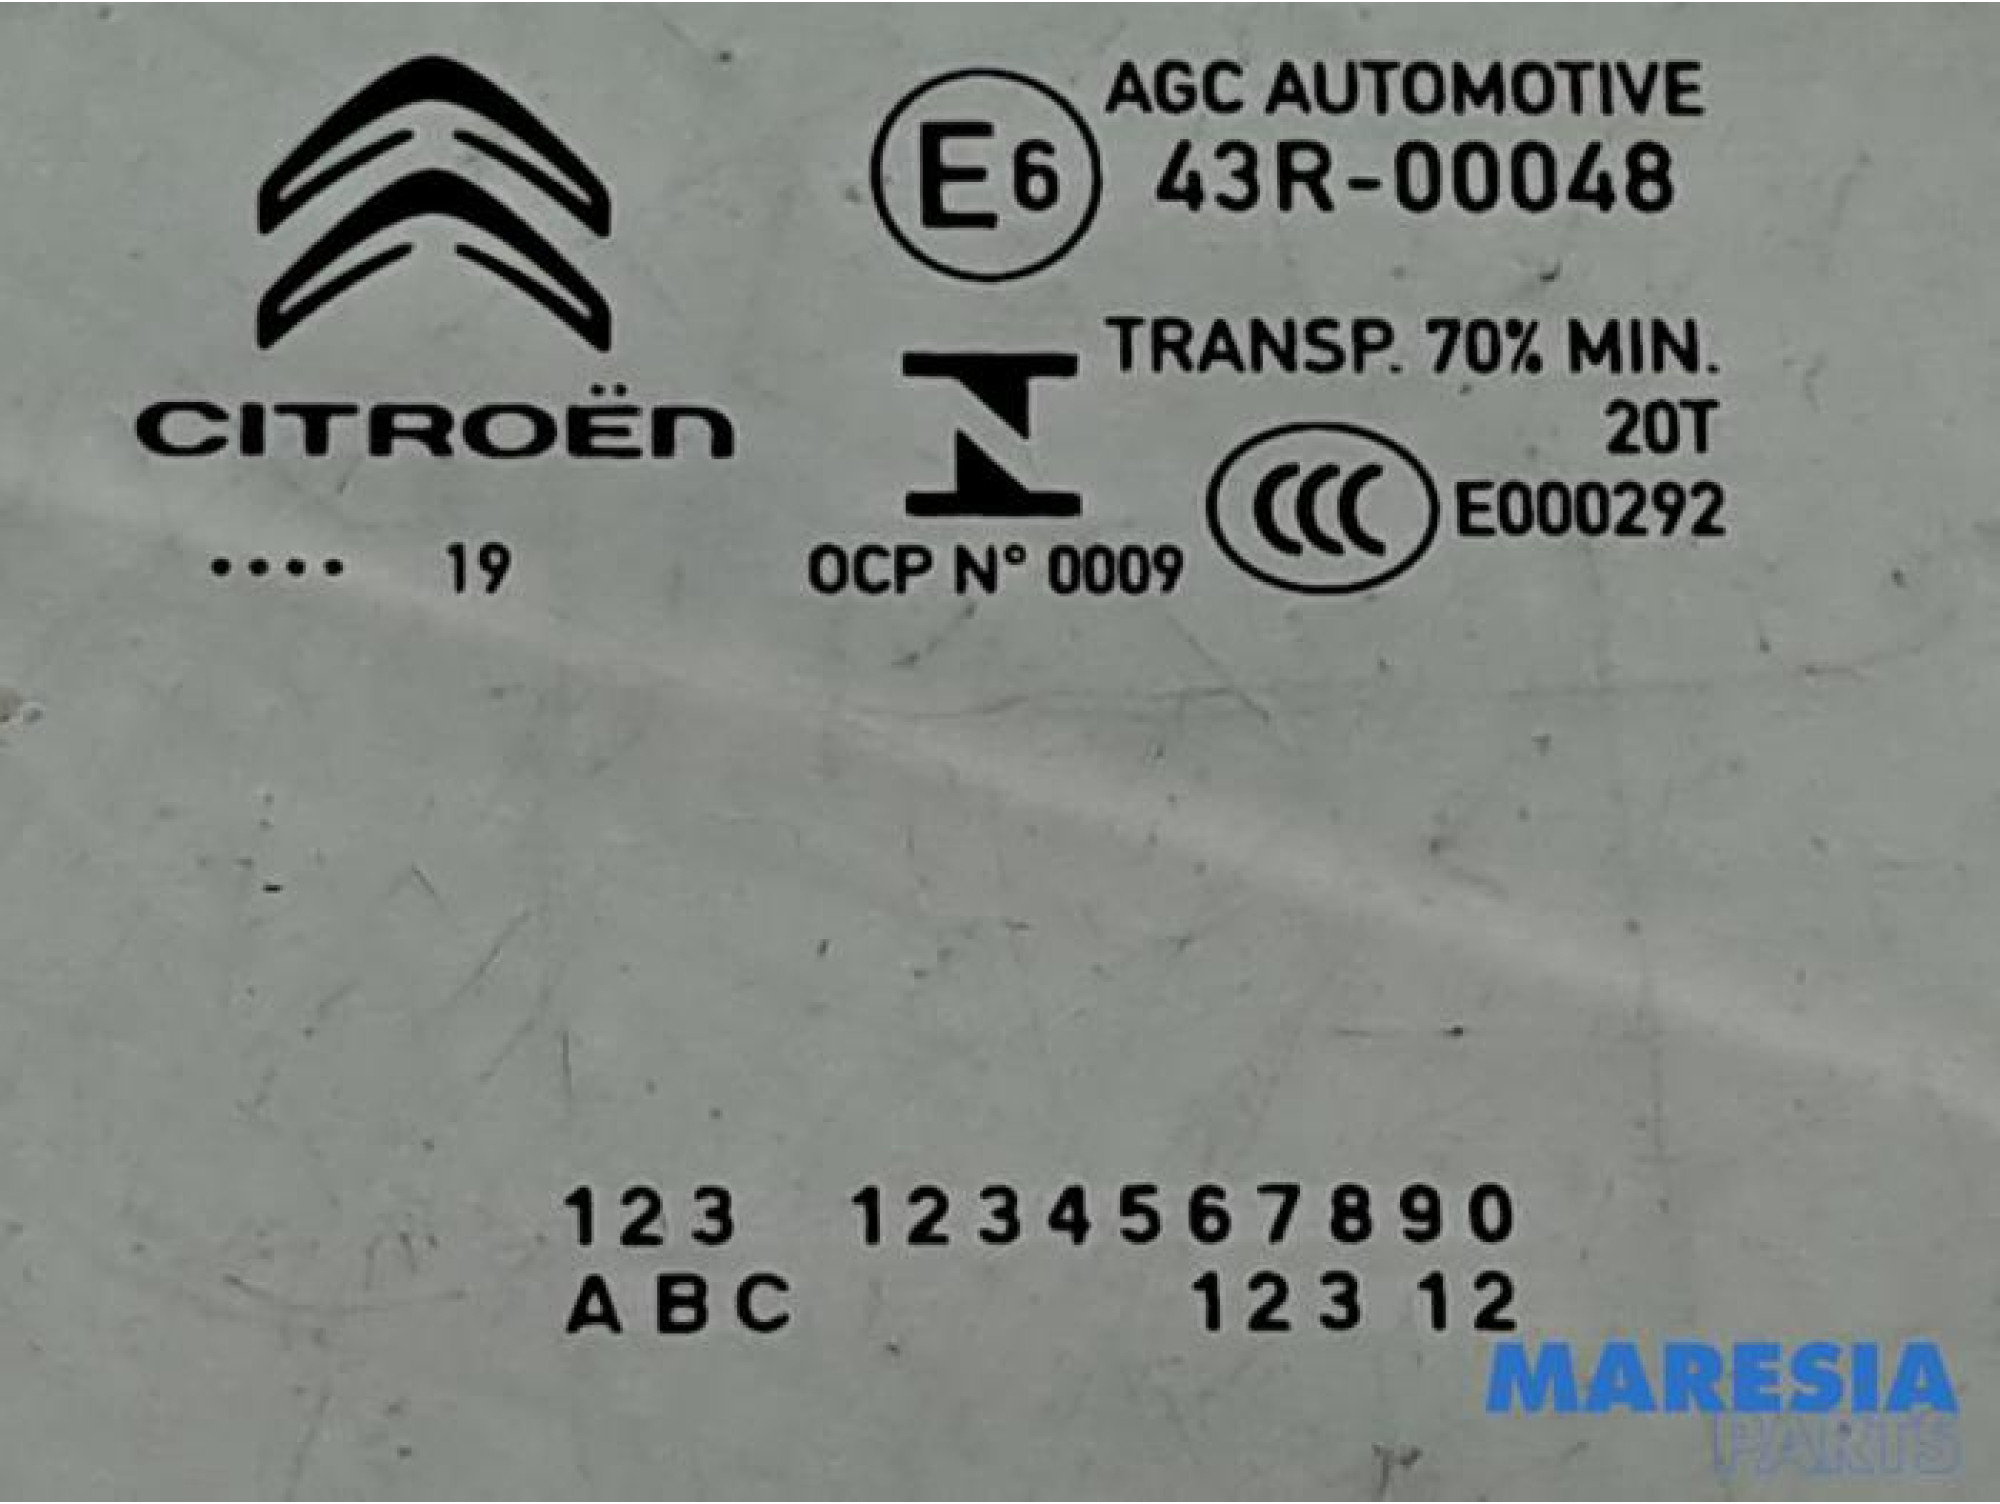 AGC AUTOMOTIVE
E6 43R-00048
CITROËN
TRANSP. 70% MIN.
20T
CCC E000292
.... 19
OCP N° 0009
123 1234567890
ABC 123 12
MARESIA
PARTS